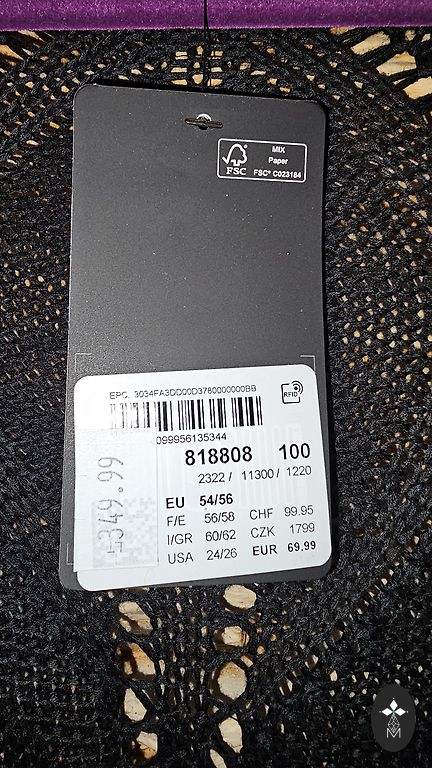 MIX
Paper
FSC
FSC® C023184
EPC. 3034FA3DD00D3780000000BB
RFID
099956135344
818808 100
2322 / 11300 / 1220
EU 54/56
F/E 56/58 CHF 99.95
I/GR 60/62 CZK 1799
USA 24/26 EUR 69.99
349.99
M